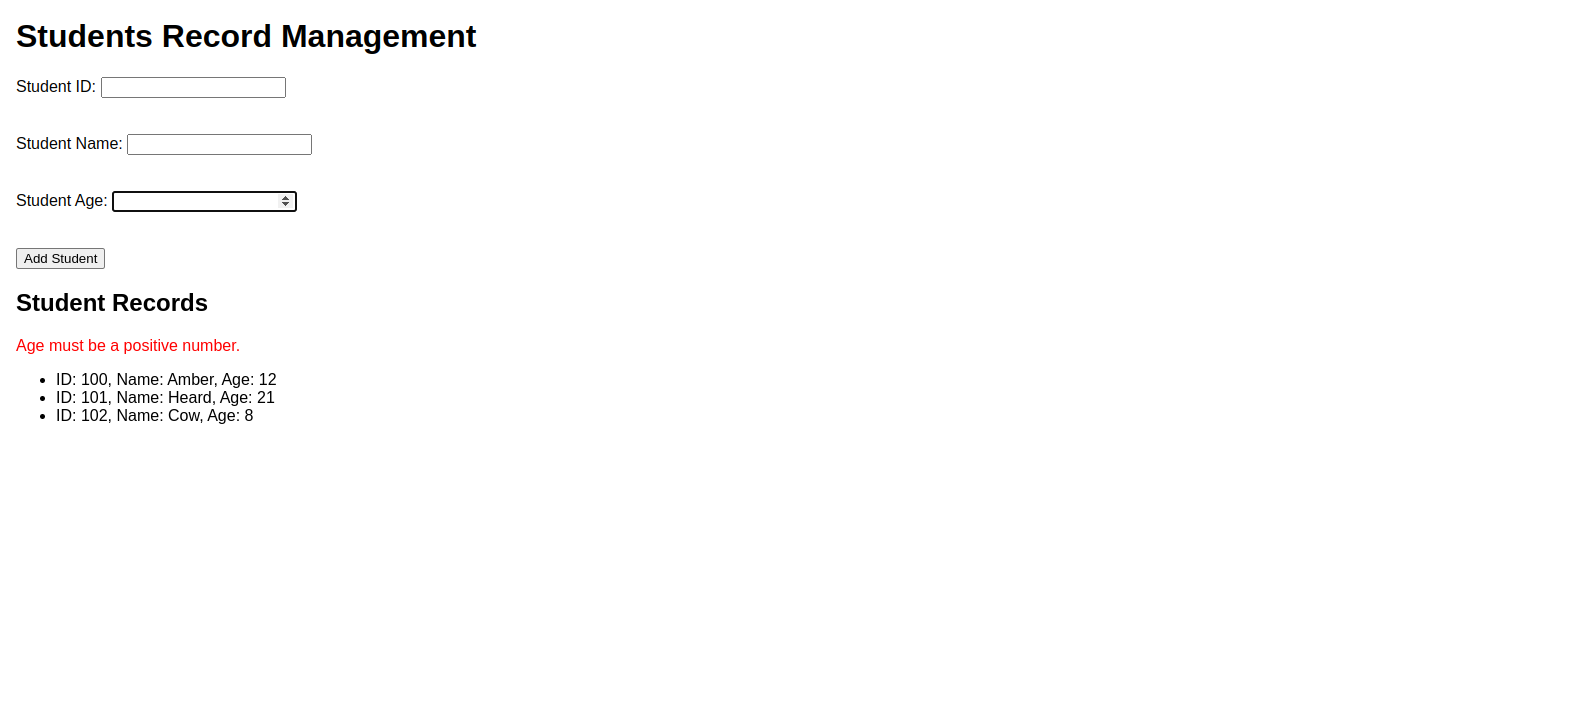 Students Record Management
Student ID:
Student Name:
Student Age:
Add Student
Student Records
Age must be a positive number.
ID: 100, Name: Amber, Age: 12
ID: 101, Name: Heard, Age: 21
ID: 102, Name: Cow, Age: 8